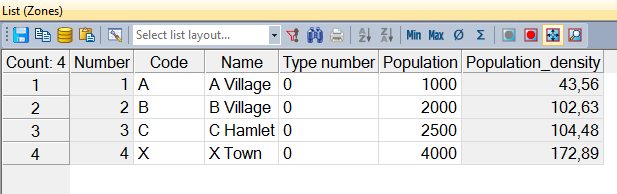 List (Zones)
Select list layout... Min Max Ø Σ
Count: 4 Number Code Name Type number Population Population_density
1 1 A A Village 0 1000 43,56
2 2 B B Village 0 2000 102,63
3 3 C C Hamlet 0 2500 104,48
4 4 X X Town 0 4000 172,89